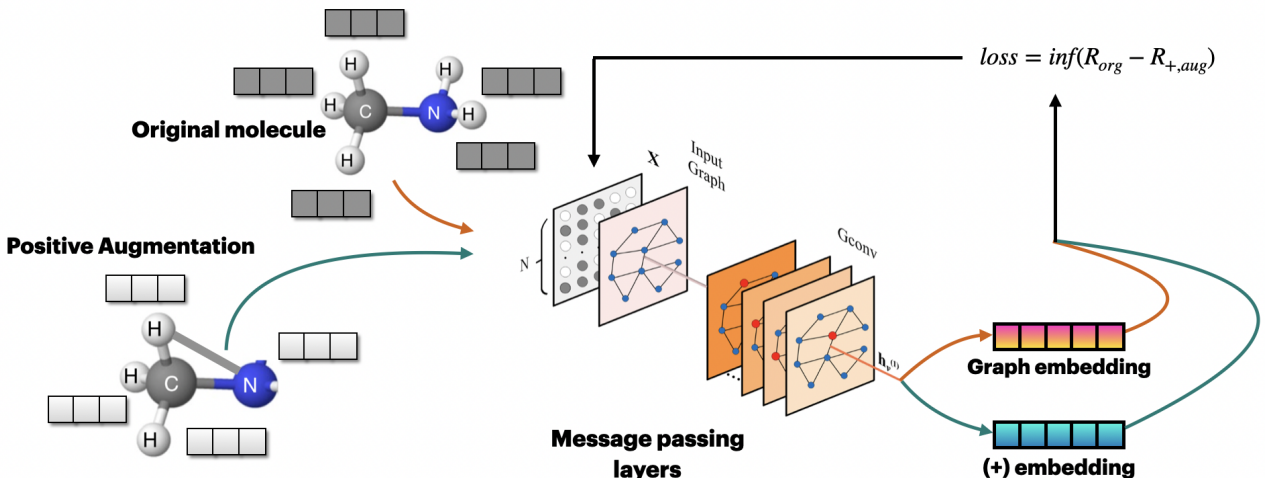 H
H
H
C
N
H
H
Original molecule
Positive Augmentation
H
H
C
N
H
X
Input
Graph
N
Gconv
...
h_v^(1)
Message passing
layers
loss = inf(R_org − R_+,aug)
Graph embedding
(+) embedding